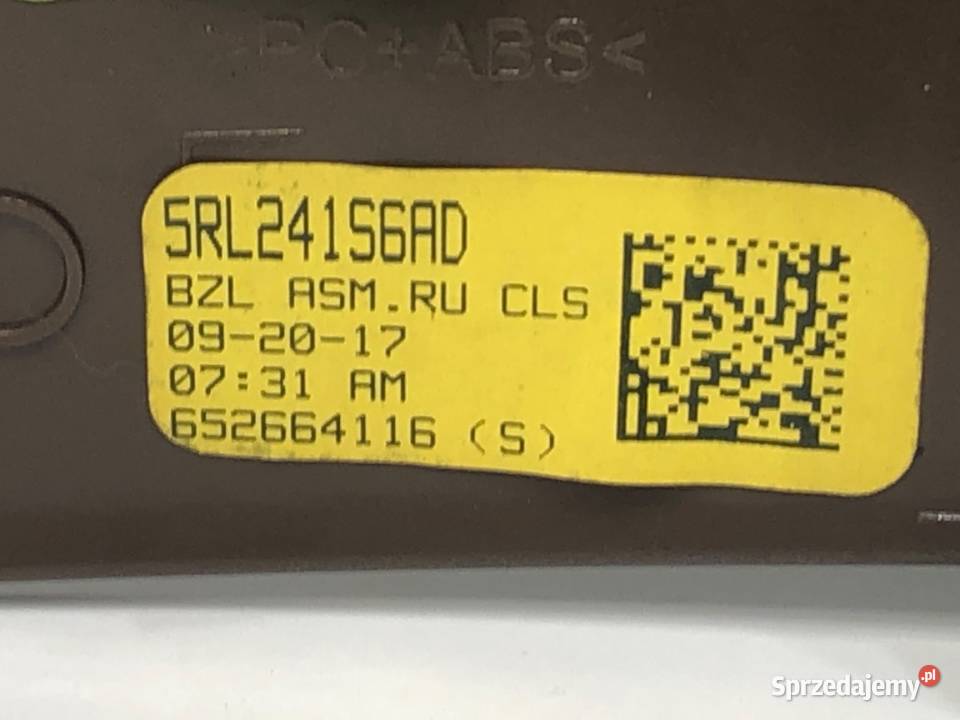 >PC+ABS<
5RL241S6AD
BZL ASM.RU CLS
09-20-17
07:31 AM
652664116 (S)
Sprzedajemy.pl